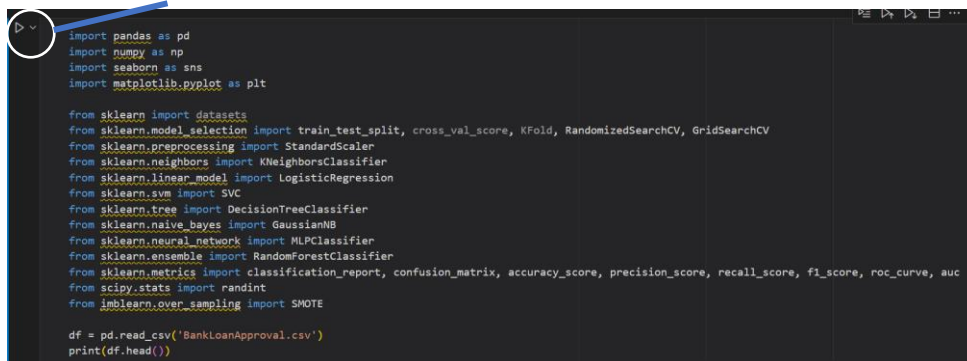 import pandas as pd
import numpy as np
import seaborn as sns
import matplotlib.pyplot as plt
from sklearn import datasets
from sklearn.model_selection import train_test_split, cross_val_score, KFold, RandomizedSearchCV, GridSearchCV
from sklearn.preprocessing import StandardScaler
from sklearn.neighbors import KNeighborsClassifier
from sklearn.linear_model import LogisticRegression
from sklearn.svm import SVC
from sklearn.tree import DecisionTreeClassifier
from sklearn.naive_bayes import GaussianNB
from sklearn.neural_network import MLPClassifier
from sklearn.ensemble import RandomForestClassifier
from sklearn.metrics import classification_report, confusion_matrix, accuracy_score, precision_score, recall_score, f1_score, roc_curve, auc
from scipy.stats import randint
from imblearn.over_sampling import SMOTE
df = pd.read_csv('BankLoanApproval.csv')
print(df.head())